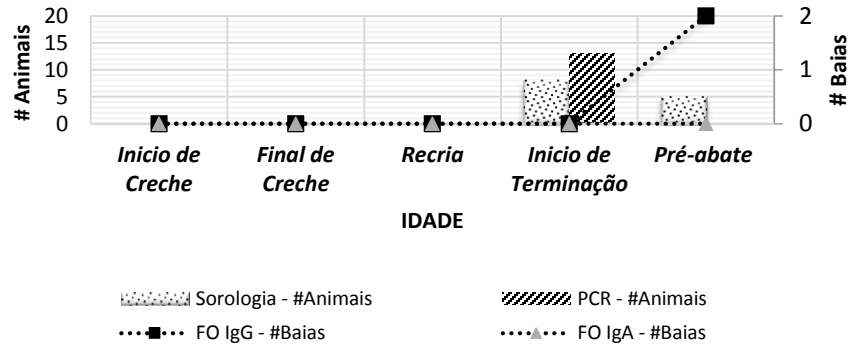 # Animais
20
15
10
5
0
2
1
0
# Baias
Inicio de Creche
Final de Creche
Recria
Inicio de Terminação
Pré-abate
IDADE
Sorologia - #Animais
PCR - #Animais
FO IgG - #Baias
FO IgA - #Baias